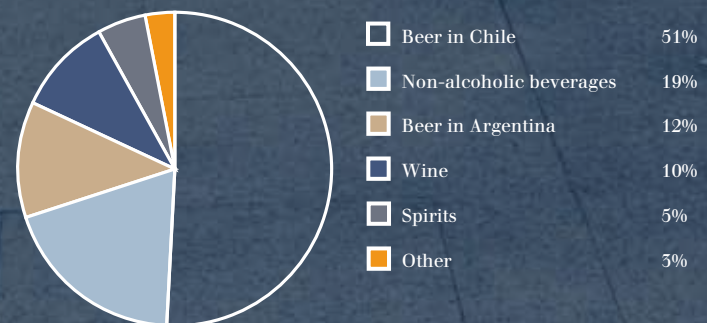 Beer in Chile 51%
Non-alcoholic beverages 19%
Beer in Argentina 12%
Wine 10%
Spirits 5%
Other 3%